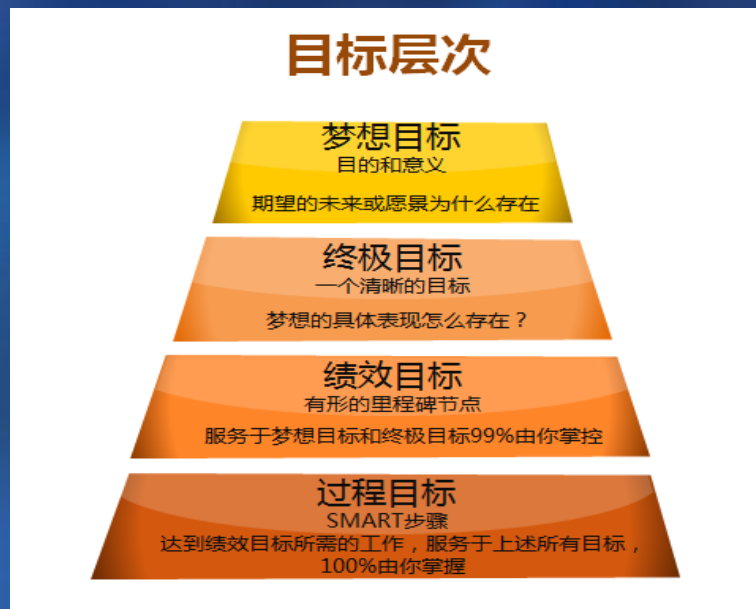 目标层次
梦想目标
目的和意义
期望的未来或愿景为什么存在
终极目标
一个清晰的目标
梦想的具体表现怎么存在？
绩效目标
有形的里程碑节点
服务于梦想目标和终极目标99%由你掌控
过程目标
SMART步骤
达到绩效目标所需的工作，服务于上述所有目标，
100%由你掌握